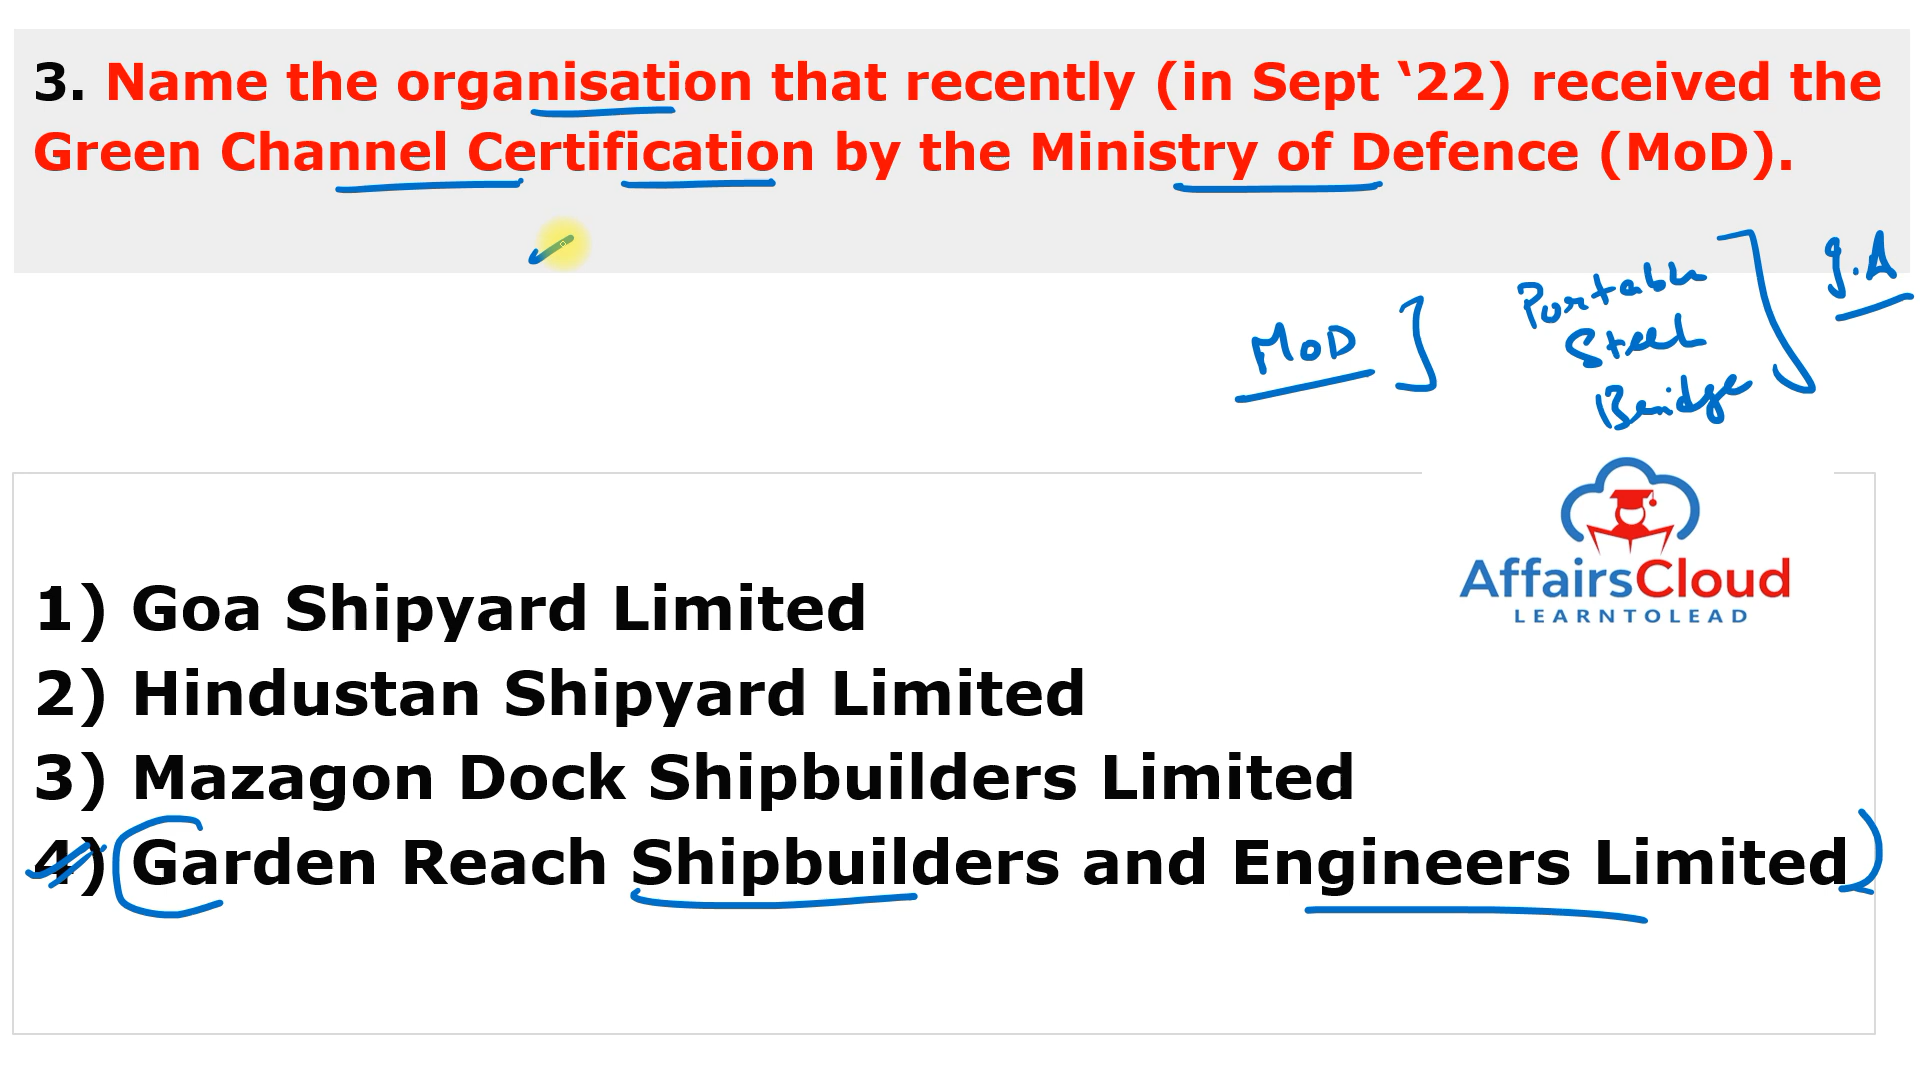 3. Name the organisation that recently (in Sept ‘22) received the
Green Channel Certification by the Ministry of Defence (MoD).
MoD
Portable
Steel
Bridge
AffairsCloud
LEARNTOLEAD
1) Goa Shipyard Limited
2) Hindustan Shipyard Limited
3) Mazagon Dock Shipbuilders Limited
4) Garden Reach Shipbuilders and Engineers Limited